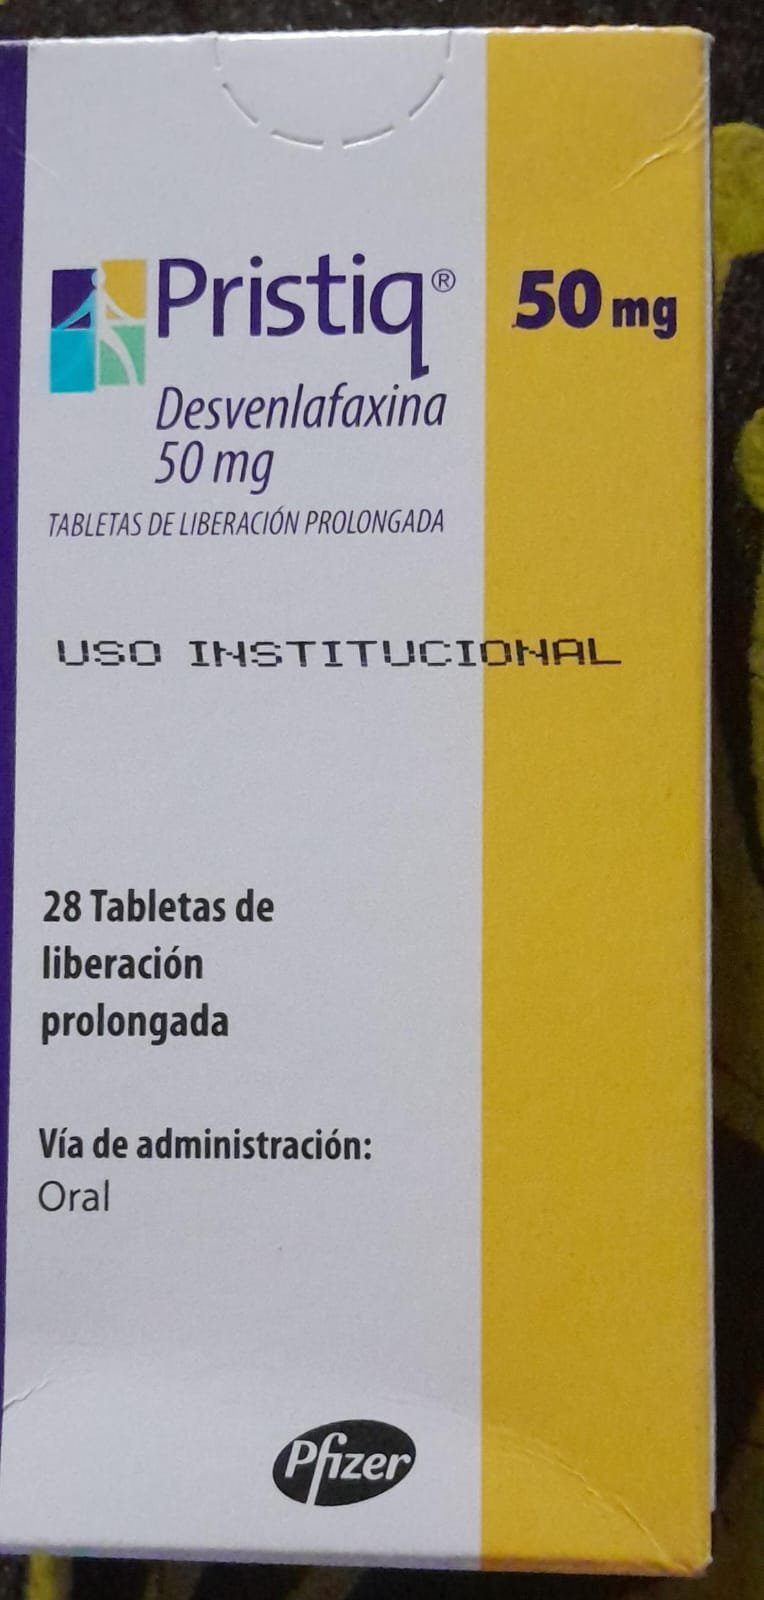 Pristiq® 50 mg
Desvenlafaxina
50 mg
TABLETAS DE LIBERACIÓN PROLONGADA
USO INSTITUCIONAL
28 Tabletas de
liberación
prolongada
Vía de administración:
Oral
Pfizer